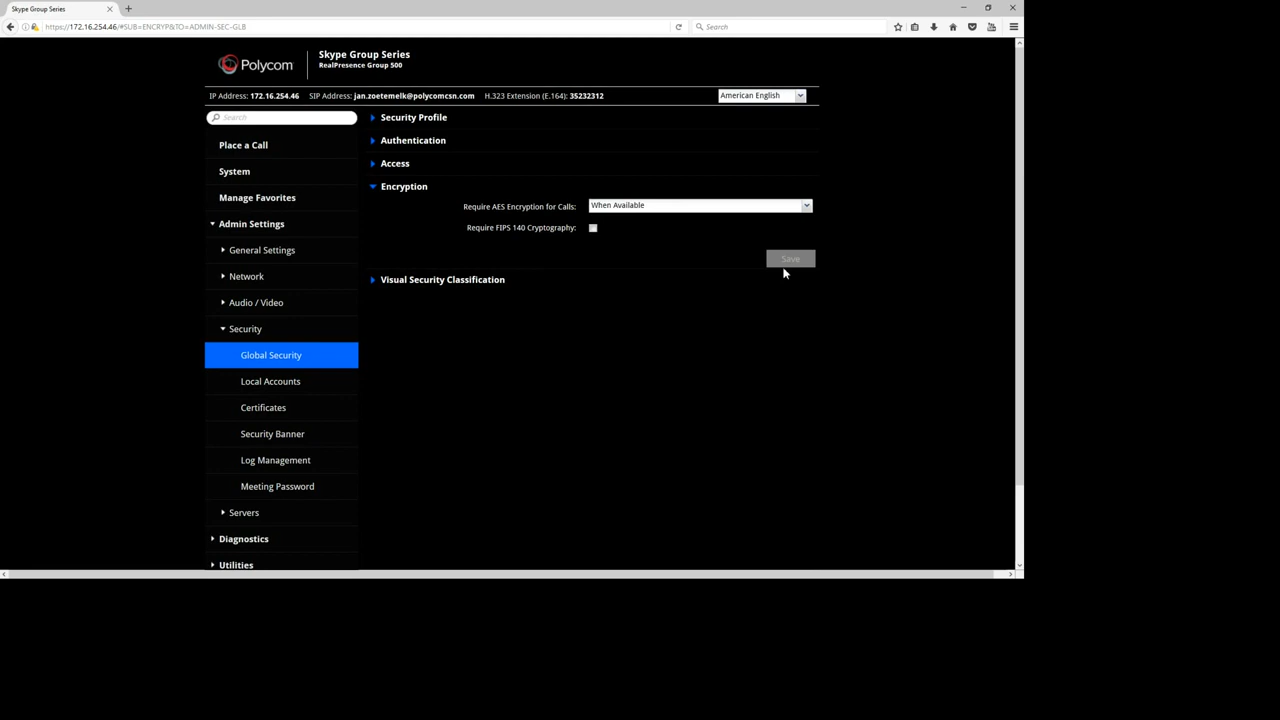 Skype Group Series
https://172.16.254.46/#SUB=ENCRYP&TO=ADMIN-SEC-GLB
Search
Polycom
Skype Group Series
RealPresence Group 500
IP Address: 172.16.254.46 SIP Address: jan.zoetemelk@polycomcsn.com H.323 Extension (E.164): 35232312
American English
Search
Place a Call
System
Manage Favorites
Admin Settings
General Settings
Network
Audio / Video
Security
Global Security
Local Accounts
Certificates
Security Banner
Log Management
Meeting Password
Servers
Diagnostics
Utilities
Security Profile
Authentication
Access
Encryption
Require AES Encryption for Calls: When Available
Require FIPS 140 Cryptography:
Save
Visual Security Classification